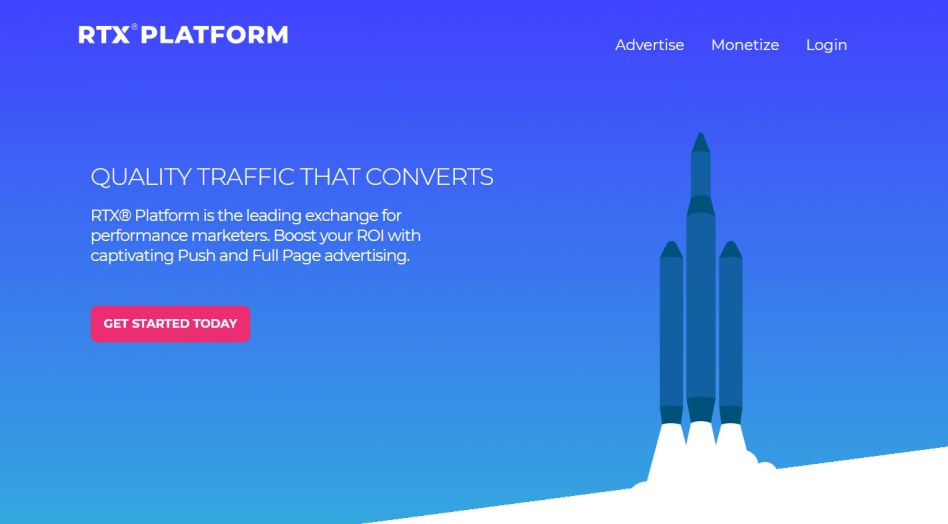 RTX® PLATFORM
Advertise Monetize Login
QUALITY TRAFFIC THAT CONVERTS
RTX® Platform is the leading exchange for
performance marketers. Boost your ROI with
captivating Push and Full Page advertising.
GET STARTED TODAY